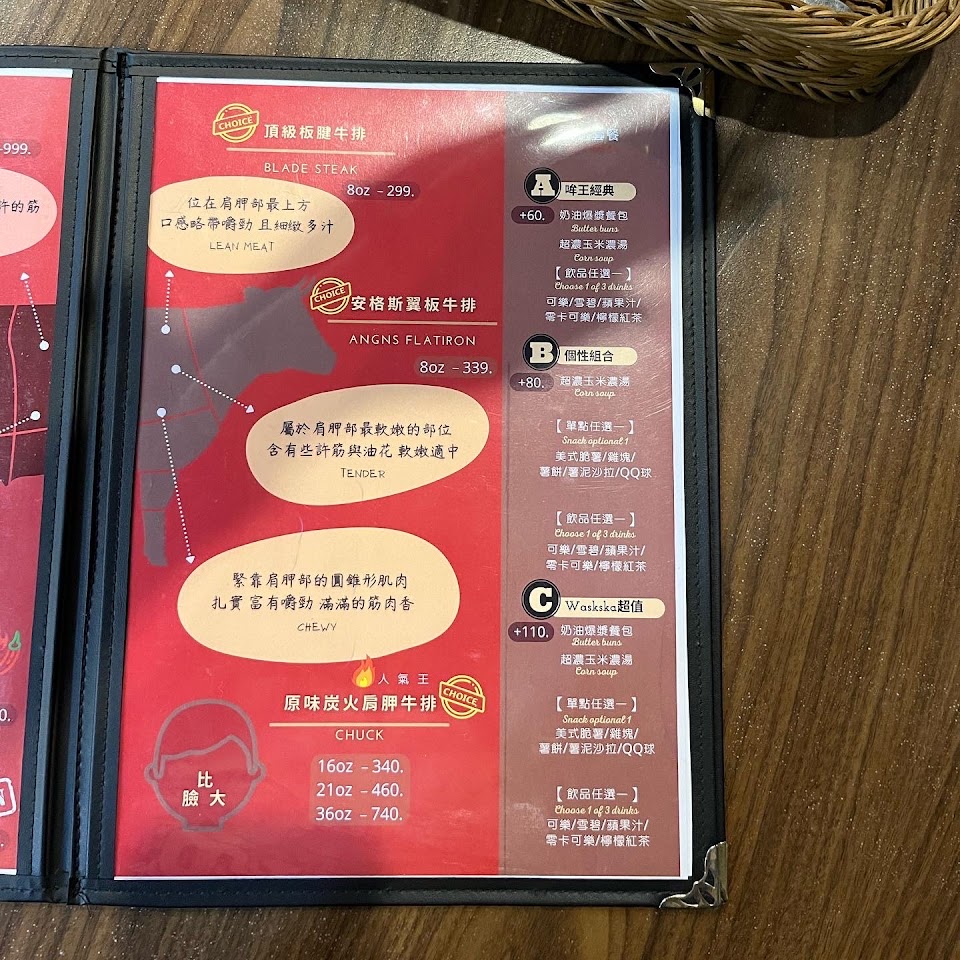 -999.
許的筋
0.
CHOICE
頂級板腱牛排
BLADE STEAK
8oz -299.
位在肩胛部最上方
口感略帶嚼勁 且細緻多汁
LEAN MEAT
CHOICE
安格斯翼板牛排
ANGNS FLATIRON
8oz -339.
屬於肩胛部最軟嫩的部位
含有些許筋與油花 軟嫩適中
TENDER
緊靠肩胛部的圓錐形肌肉
扎實 富有嚼勁 滿滿的筋肉香
CHEWY
人氣王
原味炭火肩胛牛排
CHOICE
CHUCK
16oz -340.
21oz -460.
36oz -740.
比
臉大
套餐
A 哞王經典
+60. 奶油爆漿餐包
Butter buns
超濃玉米濃湯
Corn soup
【飲品任選一】
Choose 1 of 3 drinks
可樂/雪碧/蘋果汁/
零卡可樂/檸檬紅茶
B 個性組合
+80. 超濃玉米濃湯
Corn soup
【單點任選一】
Snack optional 1
美式脆薯/雞塊/
薯餅/薯泥沙拉/QQ球
【飲品任選一】
Choose 1 of 3 drinks
可樂/雪碧/蘋果汁/
零卡可樂/檸檬紅茶
C Waskska超值
+110. 奶油爆漿餐包
Butter buns
超濃玉米濃湯
Corn soup
【單點任選一】
Snack optional 1
美式脆薯/雞塊/
薯餅/薯泥沙拉/QQ球
【飲品任選一】
Choose 1 of 3 drinks
可樂/雪碧/蘋果汁/
零卡可樂/檸檬紅茶